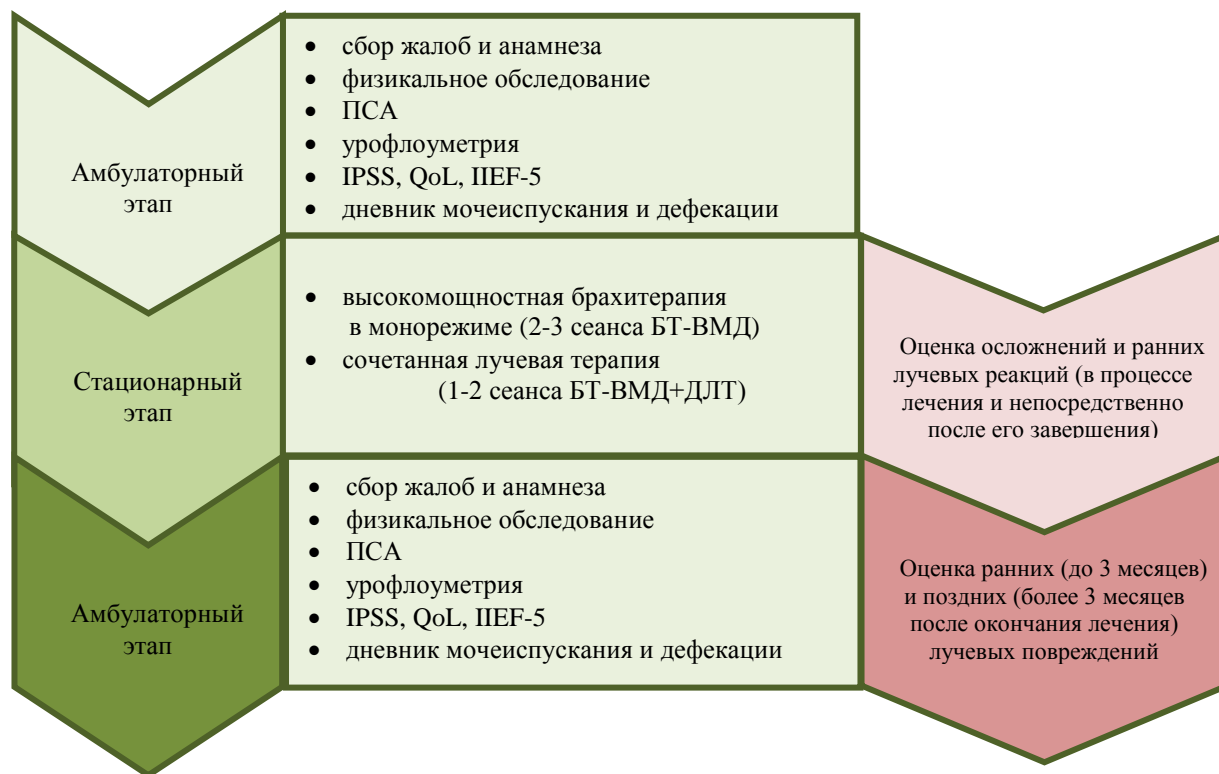 Амбулаторный
этап
• сбор жалоб и анамнеза
• физикальное обследование
• ПСА
• урофлоуметрия
• IPSS, QoL, IIEF-5
• дневник мочеиспускания и дефекации
Стационарный
этап
• высокомощностная брахитерапия
в монорежиме (2-3 сеанса БТ-ВМД)
• сочетанная лучевая терапия
(1-2 сеанса БТ-ВМД+ДЛТ)
Оценка осложнений и ранних
лучевых реакций (в процессе
лечения и непосредственно
после его завершения)
Амбулаторный
этап
• сбор жалоб и анамнеза
• физикальное обследование
• ПСА
• урофлоуметрия
• IPSS, QoL, IIEF-5
• дневник мочеиспускания и дефекации
Оценка ранних (до 3 месяцев)
и поздних (более 3 месяцев
после окончания лечения)
лучевых повреждений